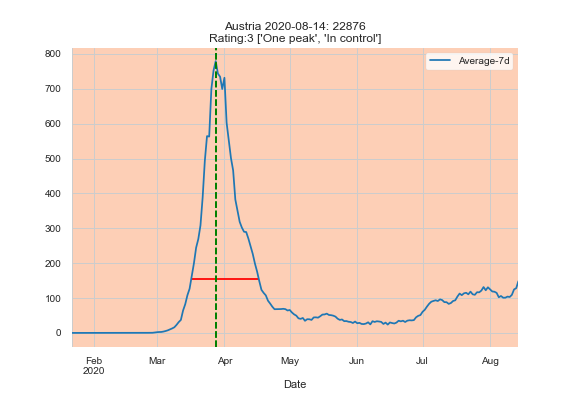 Austria 2020-08-14: 22876
Rating:3 ['One peak', 'In control']
Average-7d
800
700
600
500
400
300
200
100
0
Feb Mar Apr May Jun Jul Aug
2020
Date